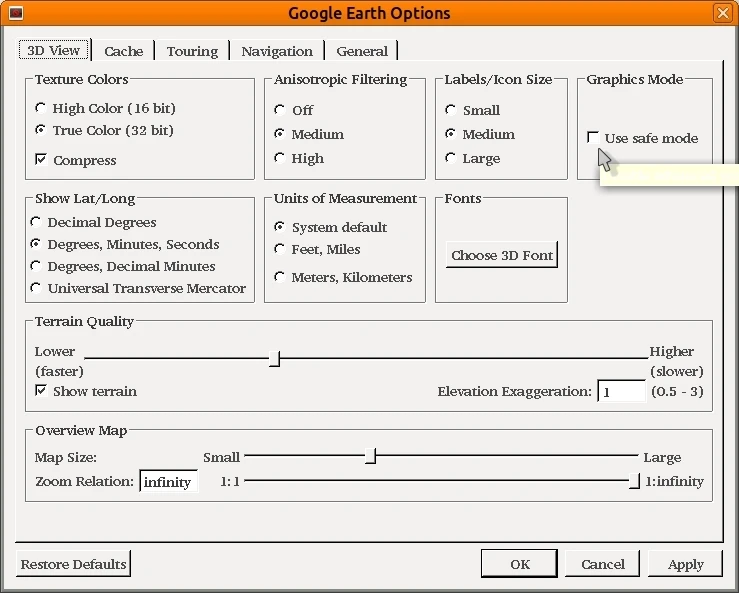 Google Earth Options
3D View Cache Touring Navigation General
Texture Colors
High Color (16 bit)
True Color (32 bit)
Compress
Anisotropic Filtering
Off
Medium
High
Labels/Icon Size
Small
Medium
Large
Graphics Mode
Use safe mode
Show Lat/Long
Decimal Degrees
Degrees, Minutes, Seconds
Degrees, Decimal Minutes
Universal Transverse Mercator
Units of Measurement
System default
Feet, Miles
Meters, Kilometers
Fonts
Choose 3D Font
Terrain Quality
Lower Higher
(faster) (slower)
Show terrain Elevation Exaggeration: 1 (0.5 - 3)
Overview Map
Map Size: Small Large
Zoom Relation: infinity 1:1 1:infinity
Restore Defaults OK Cancel Apply